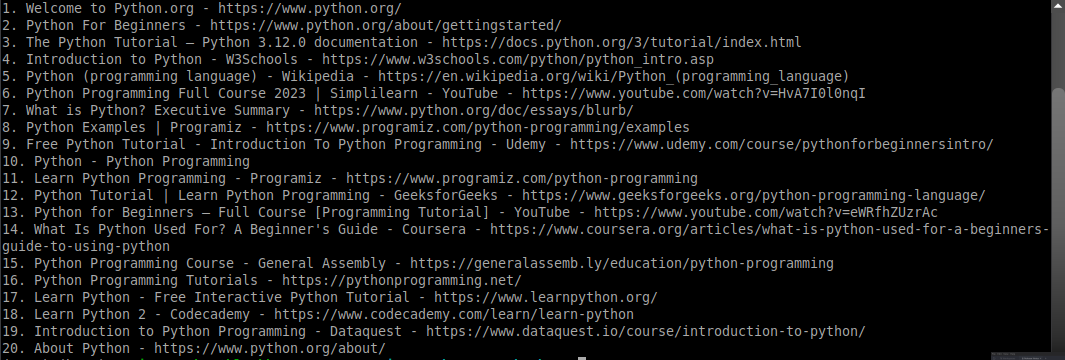 1. Welcome to Python.org - https://www.python.org/
2. Python For Beginners - https://www.python.org/about/gettingstarted/
3. The Python Tutorial — Python 3.12.0 documentation - https://docs.python.org/3/tutorial/index.html
4. Introduction to Python - W3Schools - https://www.w3schools.com/python/python_intro.asp
5. Python (programming language) - Wikipedia - https://en.wikipedia.org/wiki/Python_(programming_language)
6. Python Programming Full Course 2023 | Simplilearn - YouTube - https://www.youtube.com/watch?v=HvA7I0l0nqI
7. What is Python? Executive Summary - https://www.python.org/doc/essays/blurb/
8. Python Examples | Programiz - https://www.programiz.com/python-programming/examples
9. Free Python Tutorial - Introduction To Python Programming - Udemy - https://www.udemy.com/course/pythonforbeginnersintro/
10. Python - Python Programming
11. Learn Python Programming - Programiz - https://www.programiz.com/python-programming
12. Python Tutorial | Learn Python Programming - GeeksforGeeks - https://www.geeksforgeeks.org/python-programming-language/
13. Python for Beginners – Full Course [Programming Tutorial] - YouTube - https://www.youtube.com/watch?v=eWRfhZUzrAc
14. What Is Python Used For? A Beginner's Guide - Coursera - https://www.coursera.org/articles/what-is-python-used-for-a-beginners-
guide-to-using-python
15. Python Programming Course - General Assembly - https://generalassemb.ly/education/python-programming
16. Python Programming Tutorials - https://pythonprogramming.net/
17. Learn Python - Free Interactive Python Tutorial - https://www.learnpython.org/
18. Learn Python 2 - Codecademy - https://www.codecademy.com/learn/learn-python
19. Introduction to Python Programming - Dataquest - https://www.dataquest.io/course/introduction-to-python/
20. About Python - https://www.python.org/about/